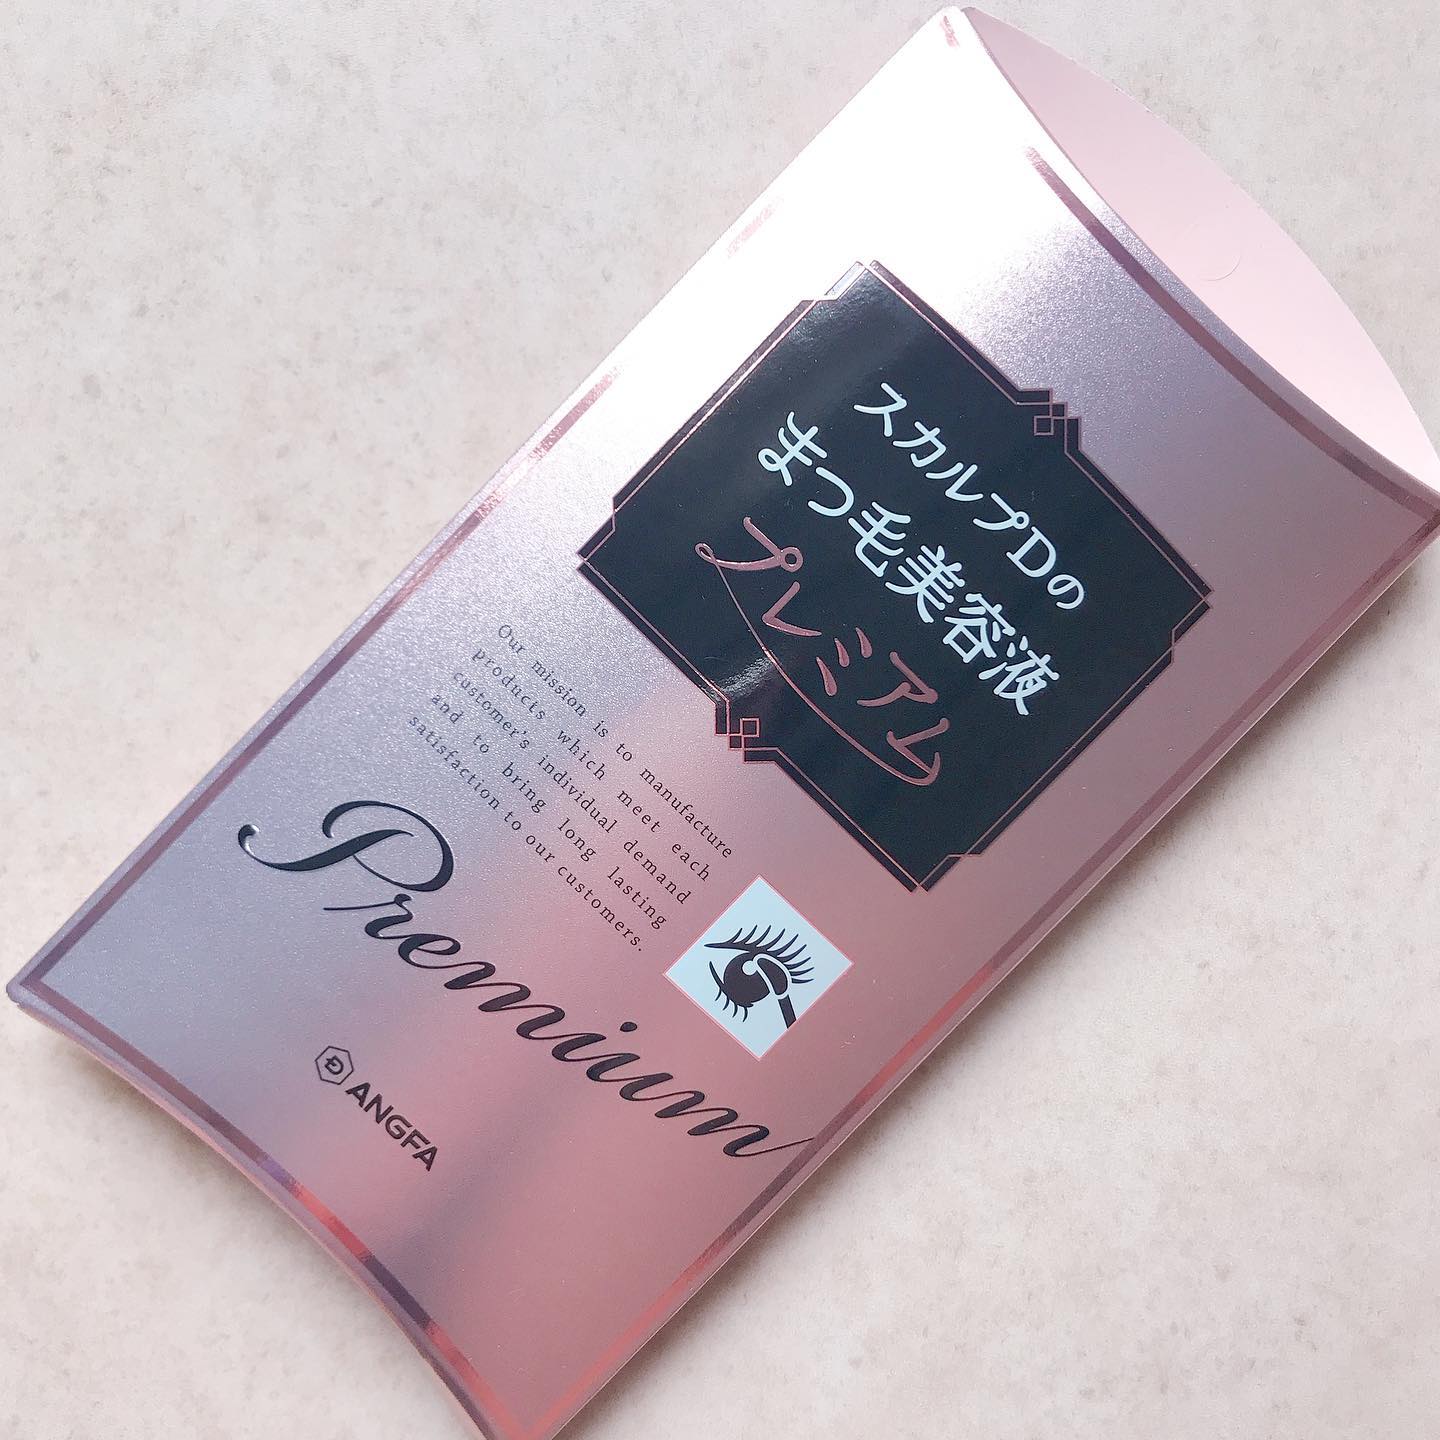 スカルプDの
まつ毛美容液
プレミアム
Our mission is to manufacture
products which meet each
customer's individual demand
and to bring long lasting
satisfaction to our customers.
Premium
ANGFA